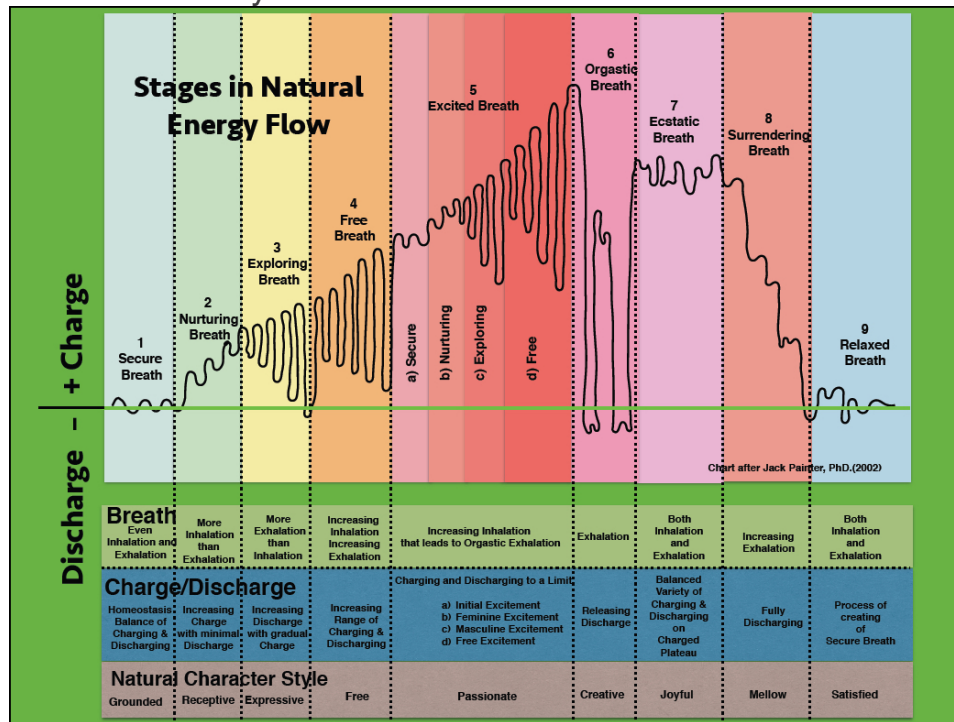 Stages in Natural
Energy Flow
1
Secure
Breath
2
Nurturing
Breath
3
Exploring
Breath
4
Free
Breath
5
Excited Breath
a) Secure
b) Nurturing
c) Exploring
d) Free
6
Orgastic
Breath
7
Ecstatic
Breath
8
Surrendering
Breath
9
Relaxed
Breath
Discharge – + Charge
Chart after Jack Painter, PhD.(2002)
Breath
Even
Inhalation and
Exhalation
More
Inhalation
than
Exhalation
More
Exhalation
than
Inhalation
Increasing
Inhalation
Increasing
Exhalation
Increasing Inhalation
that leads to Orgastic Exhalation
Exhalation
Both
Inhalation
and
Exhalation
Increasing
Exhalation
Both
Inhalation
and
Exhalation
Charge/Discharge
Homeostasis
Balance of
Charging &
Discharging
Increasing
Charge
with minimal
Discharge
Increasing
Discharge
with gradual
Charge
Increasing
Range of
Charging &
Discharging
Charging and Discharging to a Limit
a) Initial Excitement
b) Feminine Excitement
c) Masculine Excitement
d) Free Excitement
Releasing
Discharge
Balanced
Variety of
Charging &
Discharging
on
Charged
Plateau
Fully
Discharging
Process of
creating
of
Secure Breath
Natural Character Style
Grounded
Receptive
Expressive
Free
Passionate
Creative
Joyful
Mellow
Satisfied